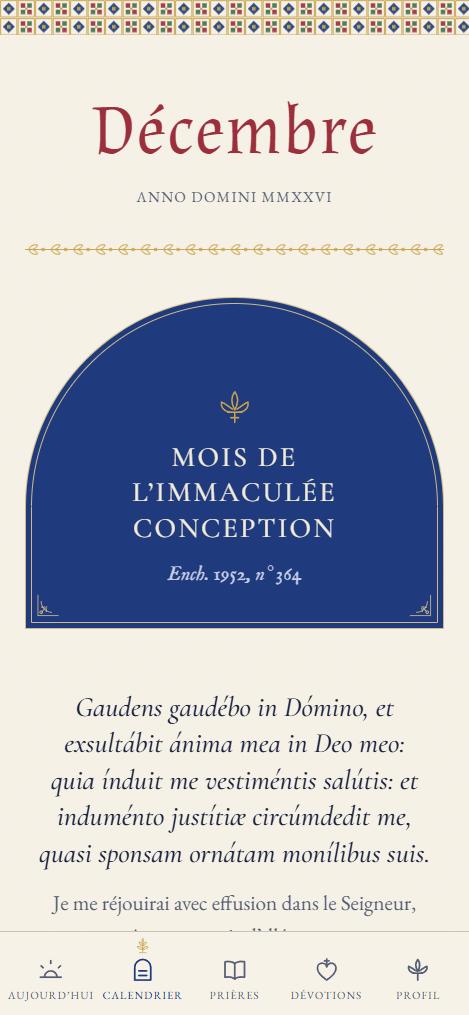 Décembre
ANNO DOMINI MMXXVI
MOIS DE
L’IMMACULÉE
CONCEPTION
Ench. 1952, n° 364
Gaudens gaudébo in Dómino, et
exsultábit ánima mea in Deo meo:
quia índuit me vestiméntis salútis: et
induménto justítiæ circúmdedit me,
quasi sponsam ornátam monílibus suis.
Je me réjouirai avec effusion dans le Seigneur,
AUJOURD’HUI CALENDRIER PRIÈRES DÉVOTIONS PROFIL